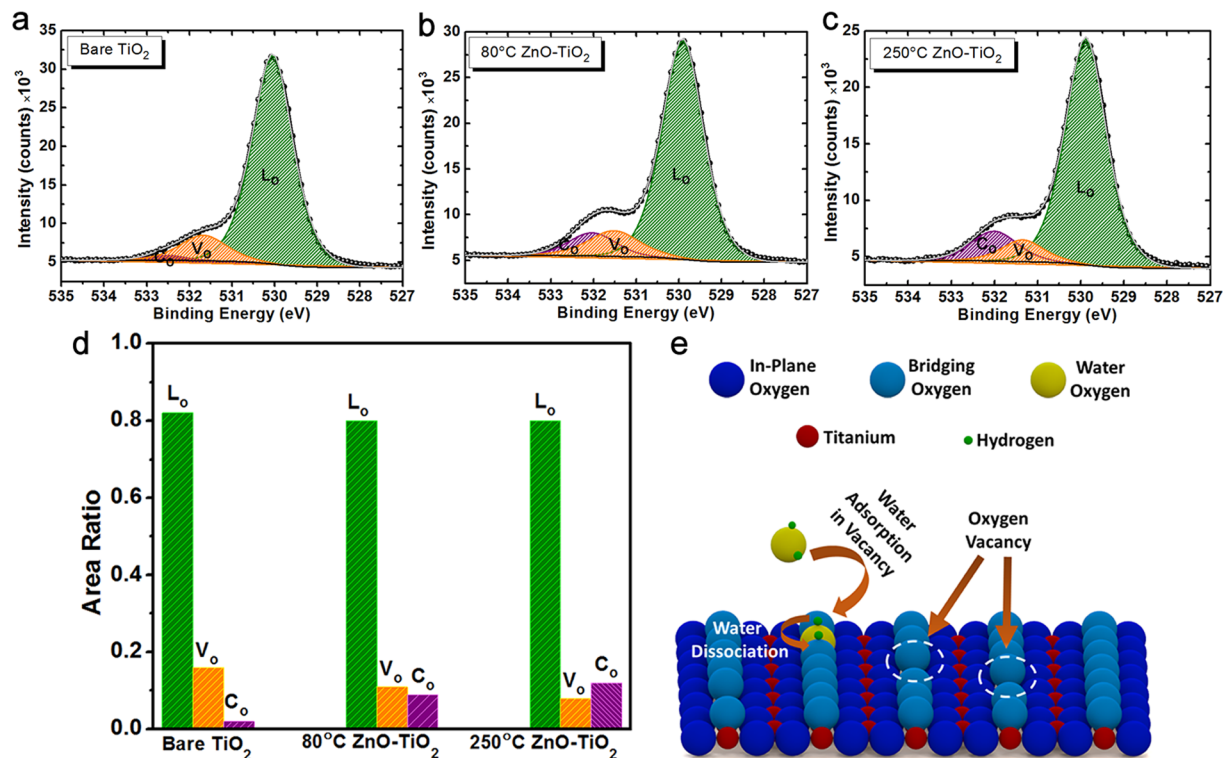 a
Bare TiO₂
Intensity (counts) ×10³
35
30
25
20
15
10
5
Lo
Vo
Co
535 534 533 532 531 530 529 528 527
Binding Energy (eV)
b
80°C ZnO-TiO₂
Intensity (counts) ×10³
30
25
20
15
10
5
Lo
Vo
Co
535 534 533 532 531 530 529 528 527
Binding Energy (eV)
c
250°C ZnO-TiO₂
Intensity (counts) ×10³
25
20
15
10
5
Lo
Co
Vo
535 534 533 532 531 530 529 528 527
Binding Energy (eV)
d
Area Ratio
1.0
0.8
0.6
0.4
0.2
0.0
Lo
Vo
Co
Lo
Vo
Co
Lo
Vo
Co
Bare TiO₂
80°C ZnO-TiO₂
250°C ZnO-TiO₂
e
In-Plane
Oxygen
Bridging
Oxygen
Water
Oxygen
Titanium
Hydrogen
Water
Adsorption
in Vacancy
Oxygen
Vacancy
Water
Dissociation